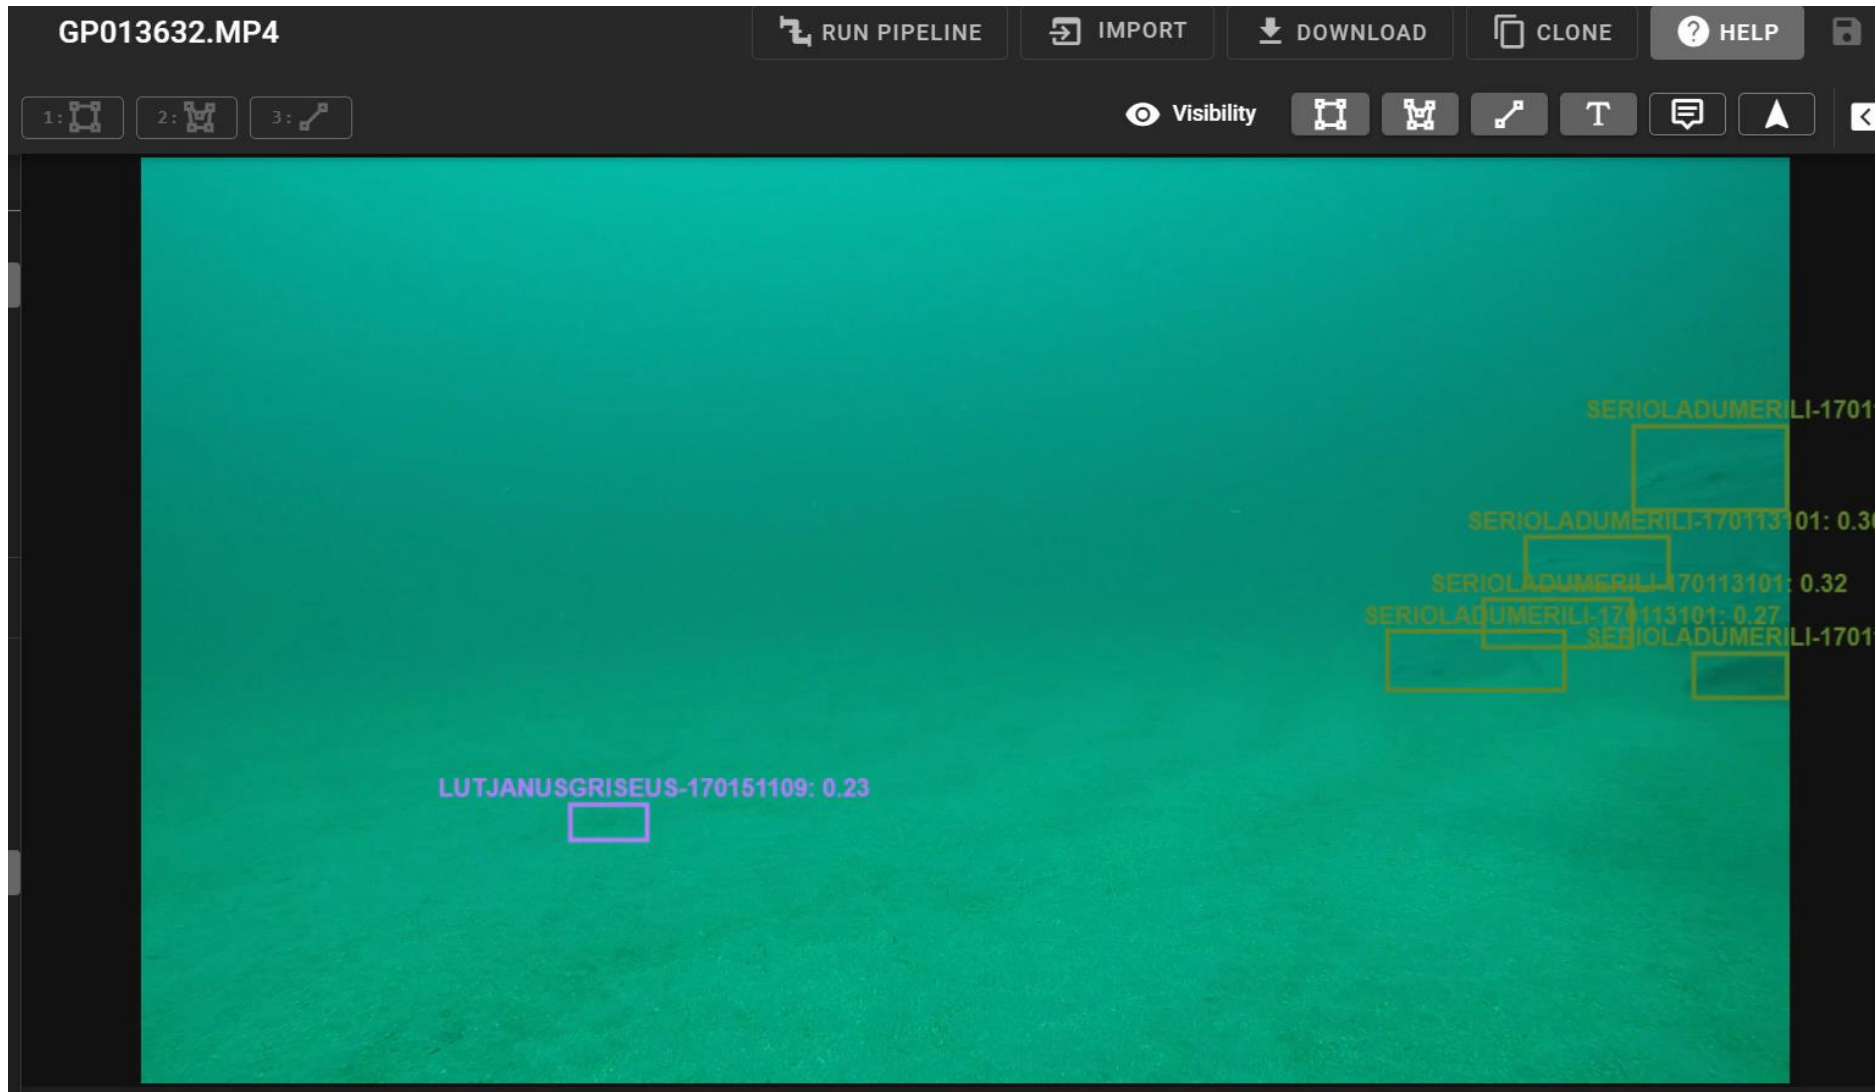 GP013632.MP4
RUN PIPELINE
IMPORT
DOWNLOAD
CLONE
? HELP
1:
2:
3:
Visibility
T
SERIOLADUMERILI-1701
SERIOLADUMERILI-170113101: 0.30
SERIOLADUMERILI-170113101: 0.32
SERIOLADUMERILI-170113101: 0.27
SERIOLADUMERILI-1701
LUTJANUSGRISEUS-170151109: 0.23